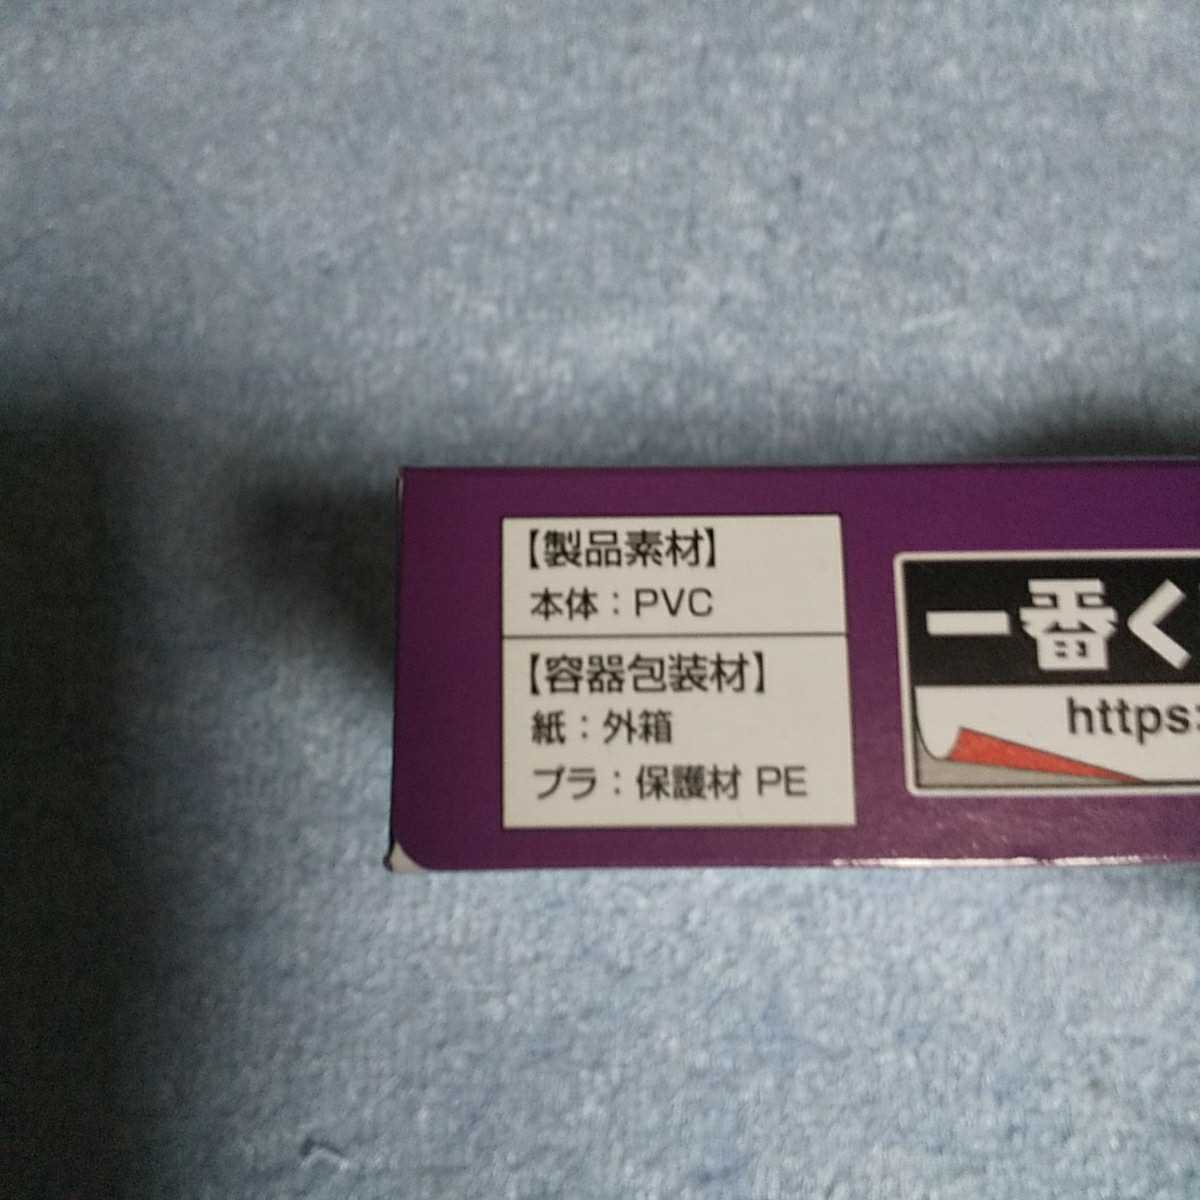 【製品素材】
本体：PVC
【容器包装材】
紙：外箱
プラ：保護材 PE
一番く
https: